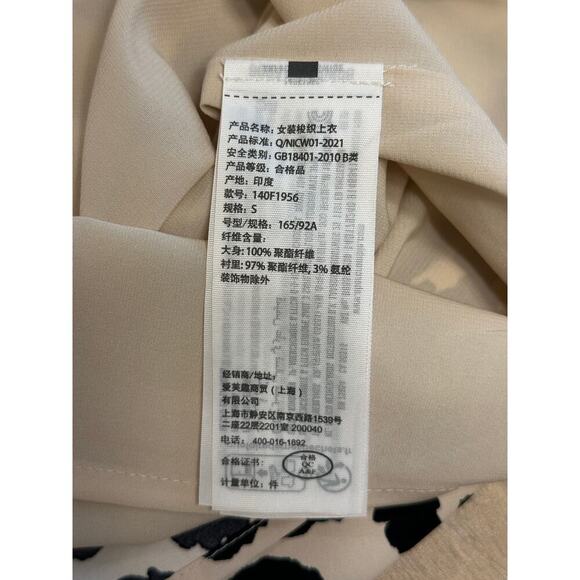 产品名称: 女装梭织上衣
产品标准: Q/NICW01-2021
安全类别: GB18401-2010 B类
产品等级: 合格品
产地: 印度
款号: 140F1956
规格: S
号型/规格: 165/92A
纤维含量:
大身: 100% 聚酯纤维
衬里: 97% 聚酯纤维, 3% 氨纶
装饰物除外
经销商/地址:
爱芙趣商贸(上海)
有限公司
上海市静安区南京西路1539号
二座22层2201室 200040
电话: 400-016-1892
合格证书:
合格
QC
A&F
计量单位: 件